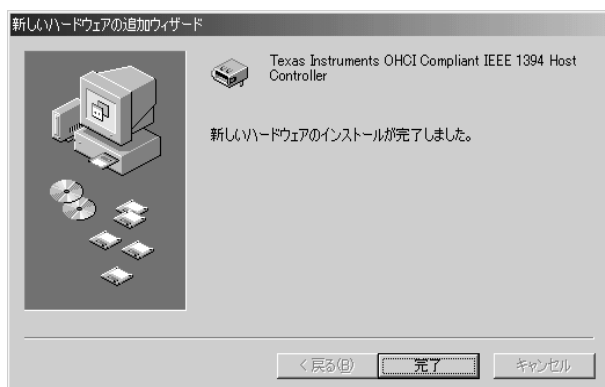 新しいハードウェアの追加ウィザード
Texas Instruments OHCI Compliant IEEE 1394 Host
Controller
新しいハードウェアのインストールが完了しました。
< 戻る(B)
完了
キャンセル